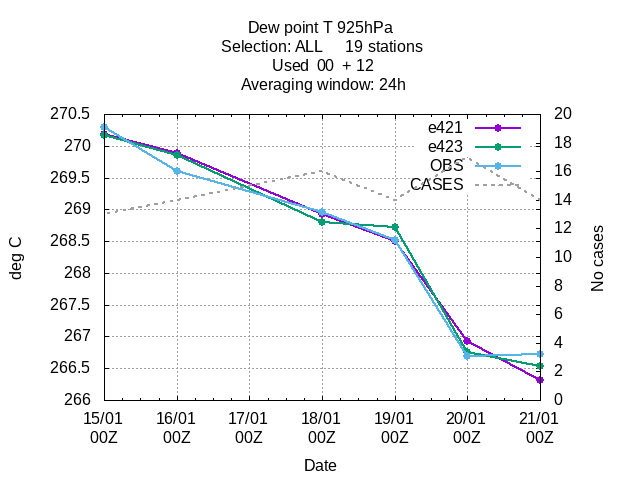 Dew point T 925hPa
Selection: ALL     19 stations
Used  00  + 12
Averaging window: 24h
270.5
270
269.5
269
268.5
268
267.5
267
266.5
266
20
18
16
14
12
10
8
6
4
2
0
e421
e423
OBS
CASES
deg C
No cases
15/01 16/01 17/01 18/01 19/01 20/01 21/01
00Z 00Z 00Z 00Z 00Z 00Z 00Z
Date